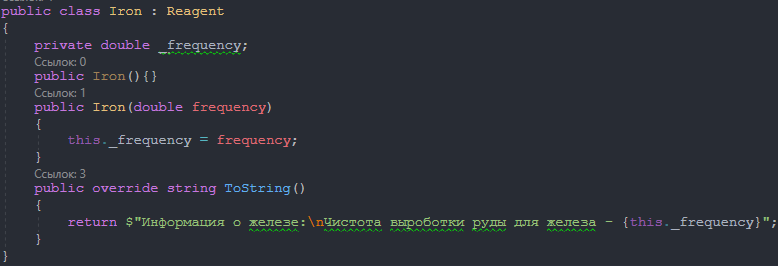 public class Iron : Reagent
{
private double _frequency;
Ссылок: 0
public Iron(){}
Ссылок: 1
public Iron(double frequency)
{
this._frequency = frequency;
}
Ссылок: 3
public override string ToString()
{
return $"Информация о железе:\nЧистота выроботки руды для железа - {this._frequency}";
}
}